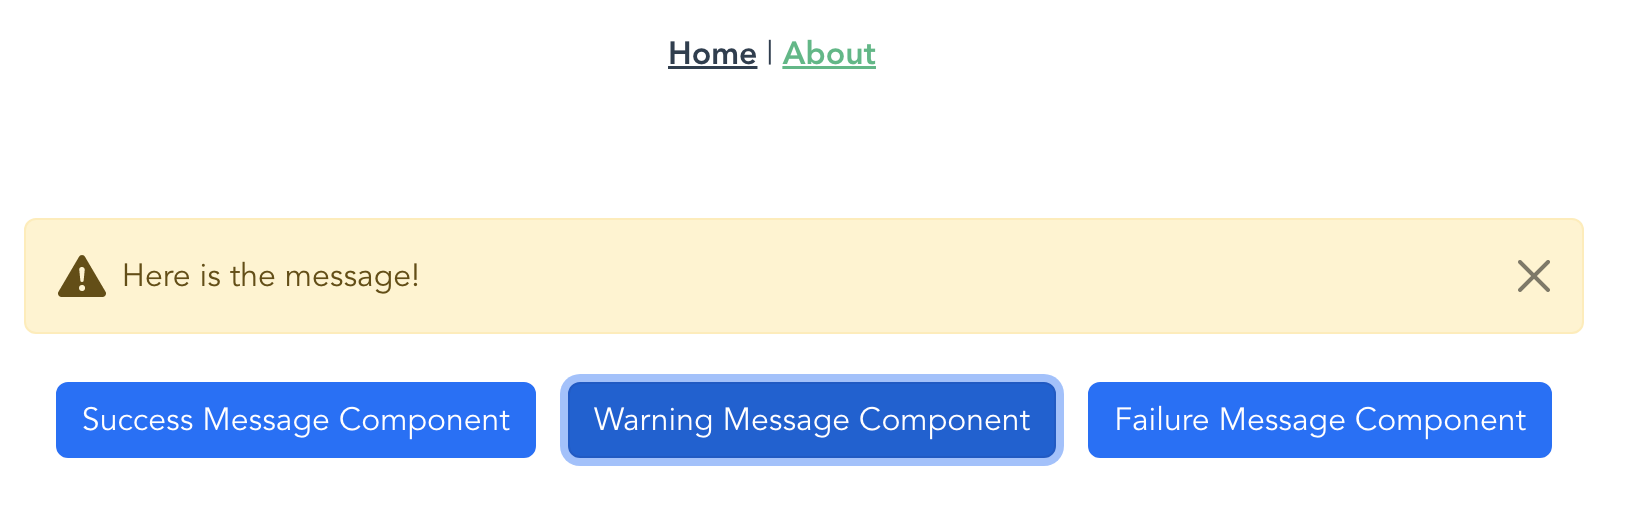 Home | About
Here is the message!
Success Message Component Warning Message Component Failure Message Component